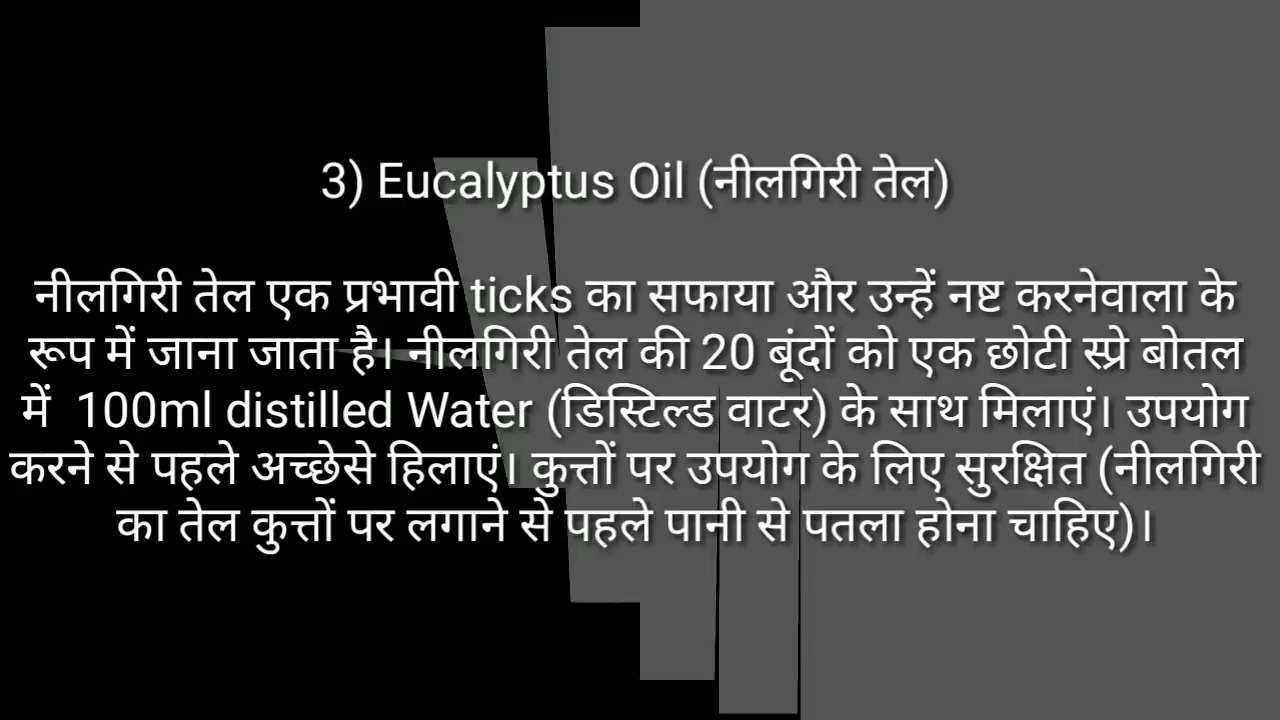 3) Eucalyptus Oil (नीलगिरी तेल)
नीलगिरी तेल एक प्रभावी ticks का सफाया और उन्हें नष्ट करनेवाला के
रूप में जाना जाता है। नीलगिरी तेल की 20 बूंदों को एक छोटी स्प्रे बोतल
में 100ml distilled Water (डिस्टिल्ड वाटर) के साथ मिलाएं। उपयोग
करने से पहले अच्छेसे हिलाएं। कुत्तों पर उपयोग के लिए सुरक्षित (नीलगिरी
का तेल कुत्तों पर लगाने से पहले पानी से पतला होना चाहिए)।